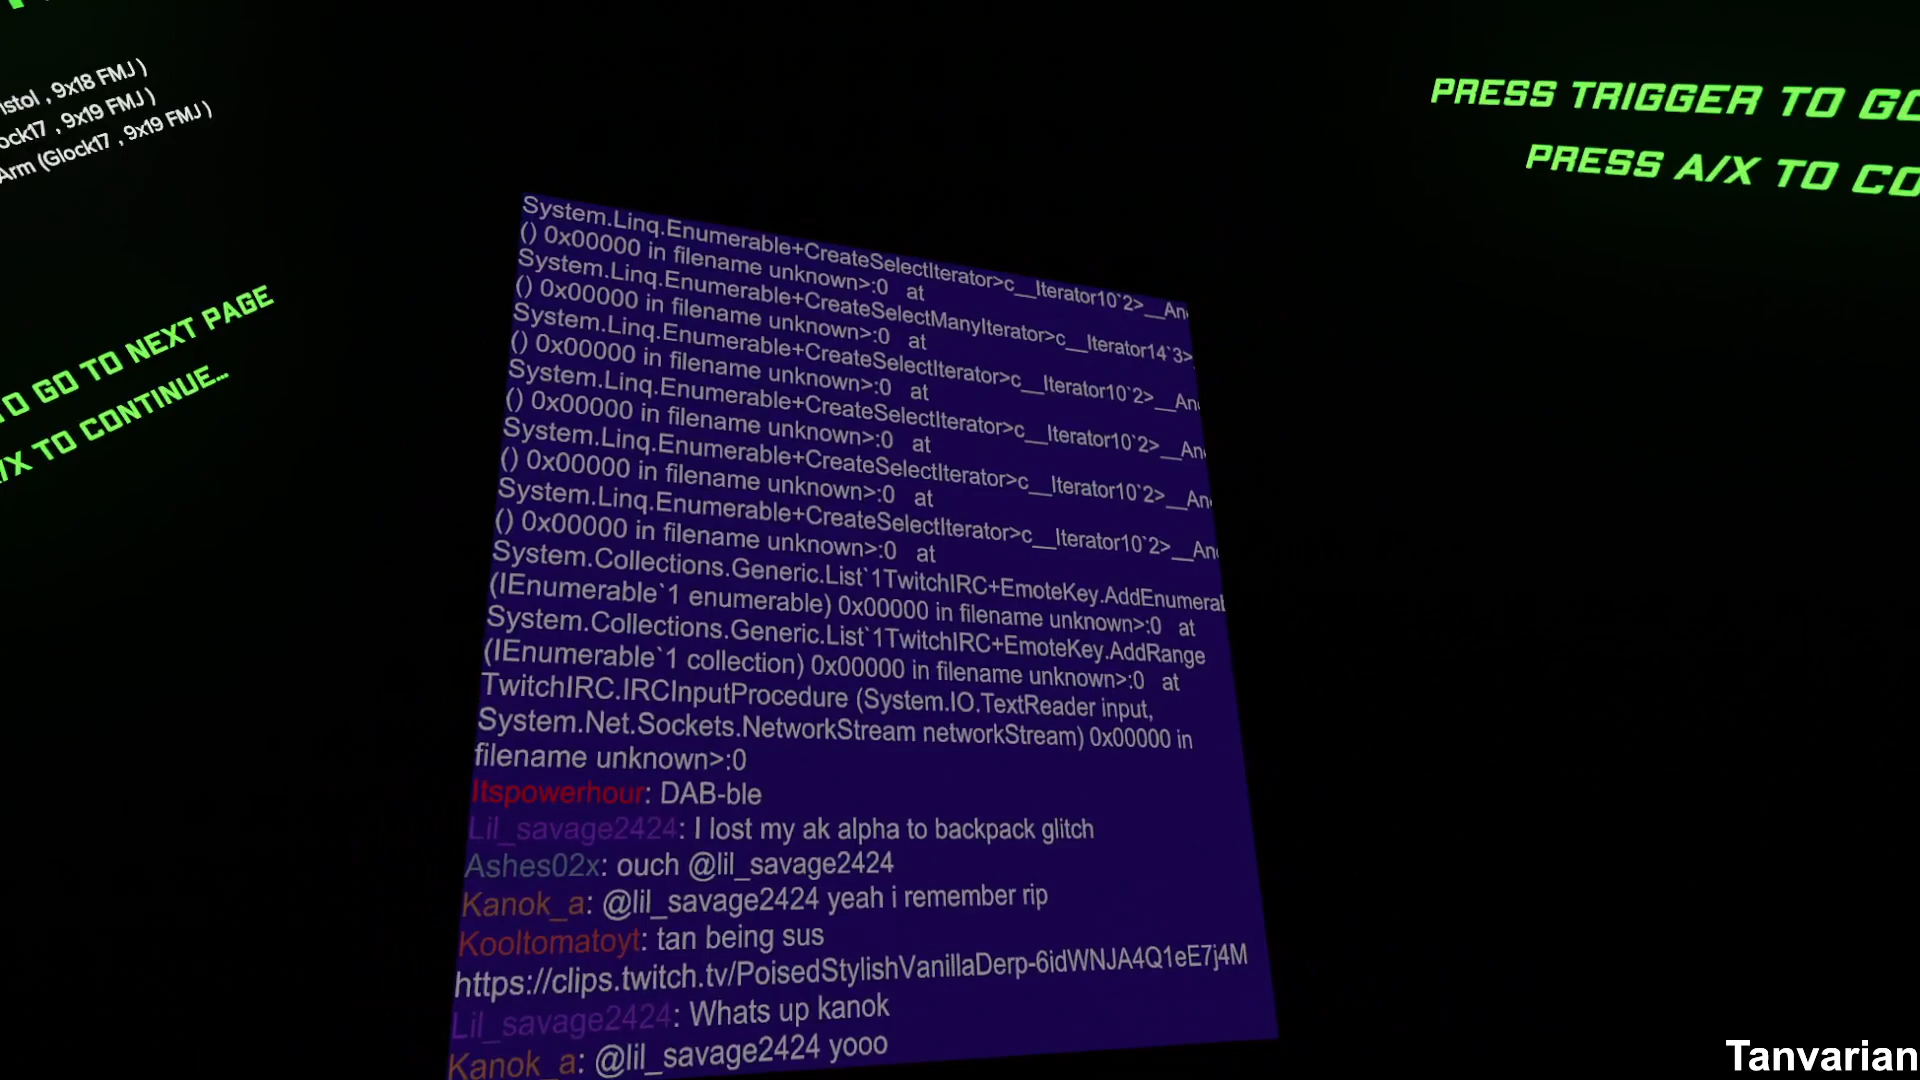 istol , 9x18 FMJ )
ock17 , 9x19 FMJ )
Arm (Glock17 , 9x19 FMJ )
TO GO TO NEXT PAGE
/X TO CONTINUE...
PRESS TRIGGER TO GO
PRESS A/X TO CO
System.Linq.Enumerable+CreateSelectIterator>c__Iterator10`2>__An
() 0x00000 in filename unknown>:0 at
System.Linq.Enumerable+CreateSelectManyIterator>c__Iterator14`3>
() 0x00000 in filename unknown>:0 at
System.Linq.Enumerable+CreateSelectIterator>c__Iterator10`2>__An
() 0x00000 in filename unknown>:0 at
System.Linq.Enumerable+CreateSelectIterator>c__Iterator10`2>__An
() 0x00000 in filename unknown>:0 at
System.Linq.Enumerable+CreateSelectIterator>c__Iterator10`2>__An
() 0x00000 in filename unknown>:0 at
System.Linq.Enumerable+CreateSelectIterator>c__Iterator10`2>__An
() 0x00000 in filename unknown>:0 at
System.Collections.Generic.List`1TwitchIRC+EmoteKey.AddEnumerab
(IEnumerable`1 enumerable) 0x00000 in filename unknown>:0 at
System.Collections.Generic.List`1TwitchIRC+EmoteKey.AddRange
(IEnumerable`1 collection) 0x00000 in filename unknown>:0 at
TwitchIRC.IRCInputProcedure (System.IO.TextReader input,
System.Net.Sockets.NetworkStream networkStream) 0x00000 in
filename unknown>:0
Itspowerhour: DAB-ble
Lil_savage2424: I lost my ak alpha to backpack glitch
Ashes02x: ouch @lil_savage2424
Kanok_a: @lil_savage2424 yeah i remember rip
Kooltomatoyt: tan being sus
https://clips.twitch.tv/PoisedStylishVanillaDerp-6idWNJA4Q1eE7j4M
Lil_savage2424: Whats up kanok
Kanok_a: @lil_savage2424 yooo
Tanvarian